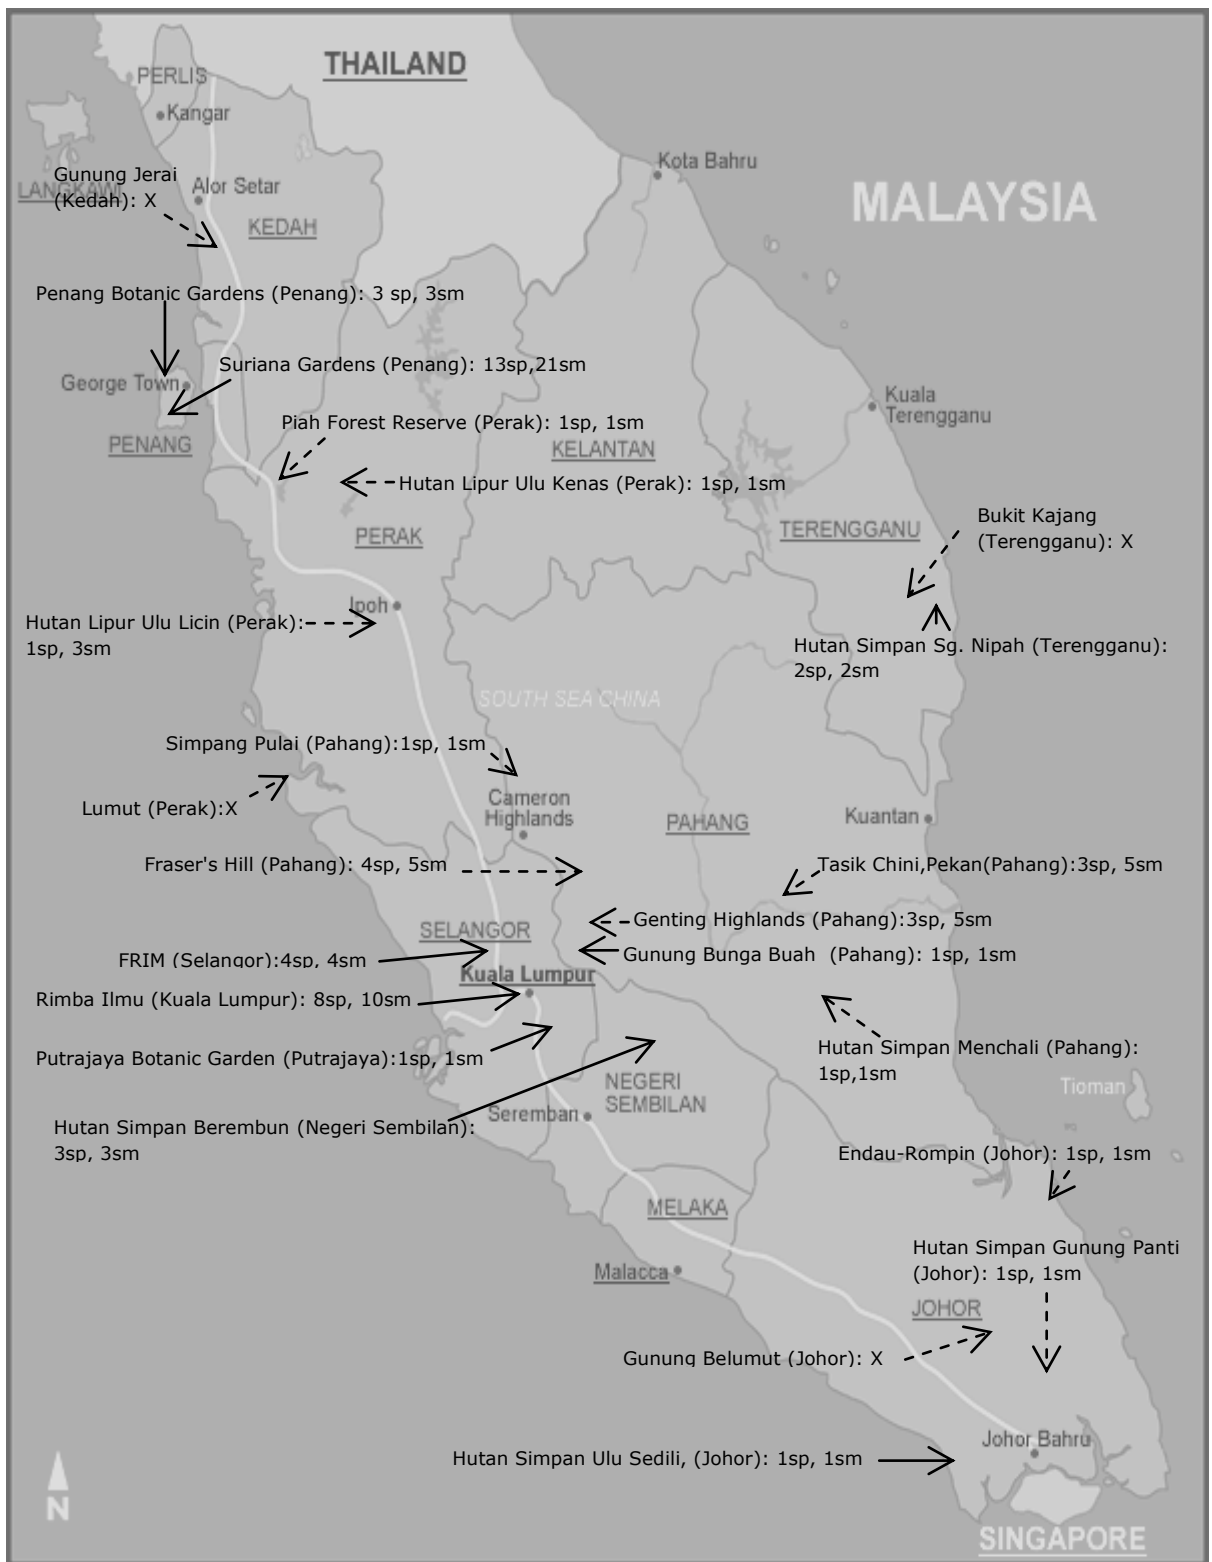 THAILAND
PERLIS
Kangar
Kota Bahru
Gunung Jerai
(Kedah): X
LANGKAWI
Alor Setar
MALAYSIA
KEDAH
Penang Botanic Gardens (Penang): 3 sp, 3sm
Suriana Gardens (Penang): 13sp,21sm
George Town
Kuala
Terengganu
PENANG
Piah Forest Reserve (Perak): 1sp, 1sm
KELANTAN
Hutan Lipur Ulu Kenas (Perak): 1sp, 1sm
Bukit Kajang
(Terengganu): X
TERENGGANU
PERAK
Ipoh
Hutan Lipur Ulu Licin (Perak):
1sp, 3sm
Hutan Simpan Sg. Nipah (Terengganu):
2sp, 2sm
SOUTH SEA CHINA
Simpang Pulai (Pahang):1sp, 1sm
Lumut (Perak):X
Cameron
Highlands
PAHANG
Kuantan
Fraser's Hill (Pahang): 4sp, 5sm
Tasik Chini,Pekan(Pahang):3sp, 5sm
Genting Highlands (Pahang):3sp, 5sm
SELANGOR
Gunung Bunga Buah (Pahang): 1sp, 1sm
FRIM (Selangor):4sp, 4sm
Kuala Lumpur
Rimba Ilmu (Kuala Lumpur): 8sp, 10sm
Putrajaya Botanic Garden (Putrajaya):1sp, 1sm
Hutan Simpan Menchali (Pahang):
1sp,1sm
NEGERI
SEMBILAN
Tioman
Seremban
Hutan Simpan Berembun (Negeri Sembilan):
3sp, 3sm
Endau-Rompin (Johor): 1sp, 1sm
MELAKA
Hutan Simpan Gunung Panti
(Johor): 1sp, 1sm
Malacca
JOHOR
Gunung Belumut (Johor): X
Johor Bahru
Hutan Simpan Ulu Sedili, (Johor): 1sp, 1sm
N
SINGAPORE